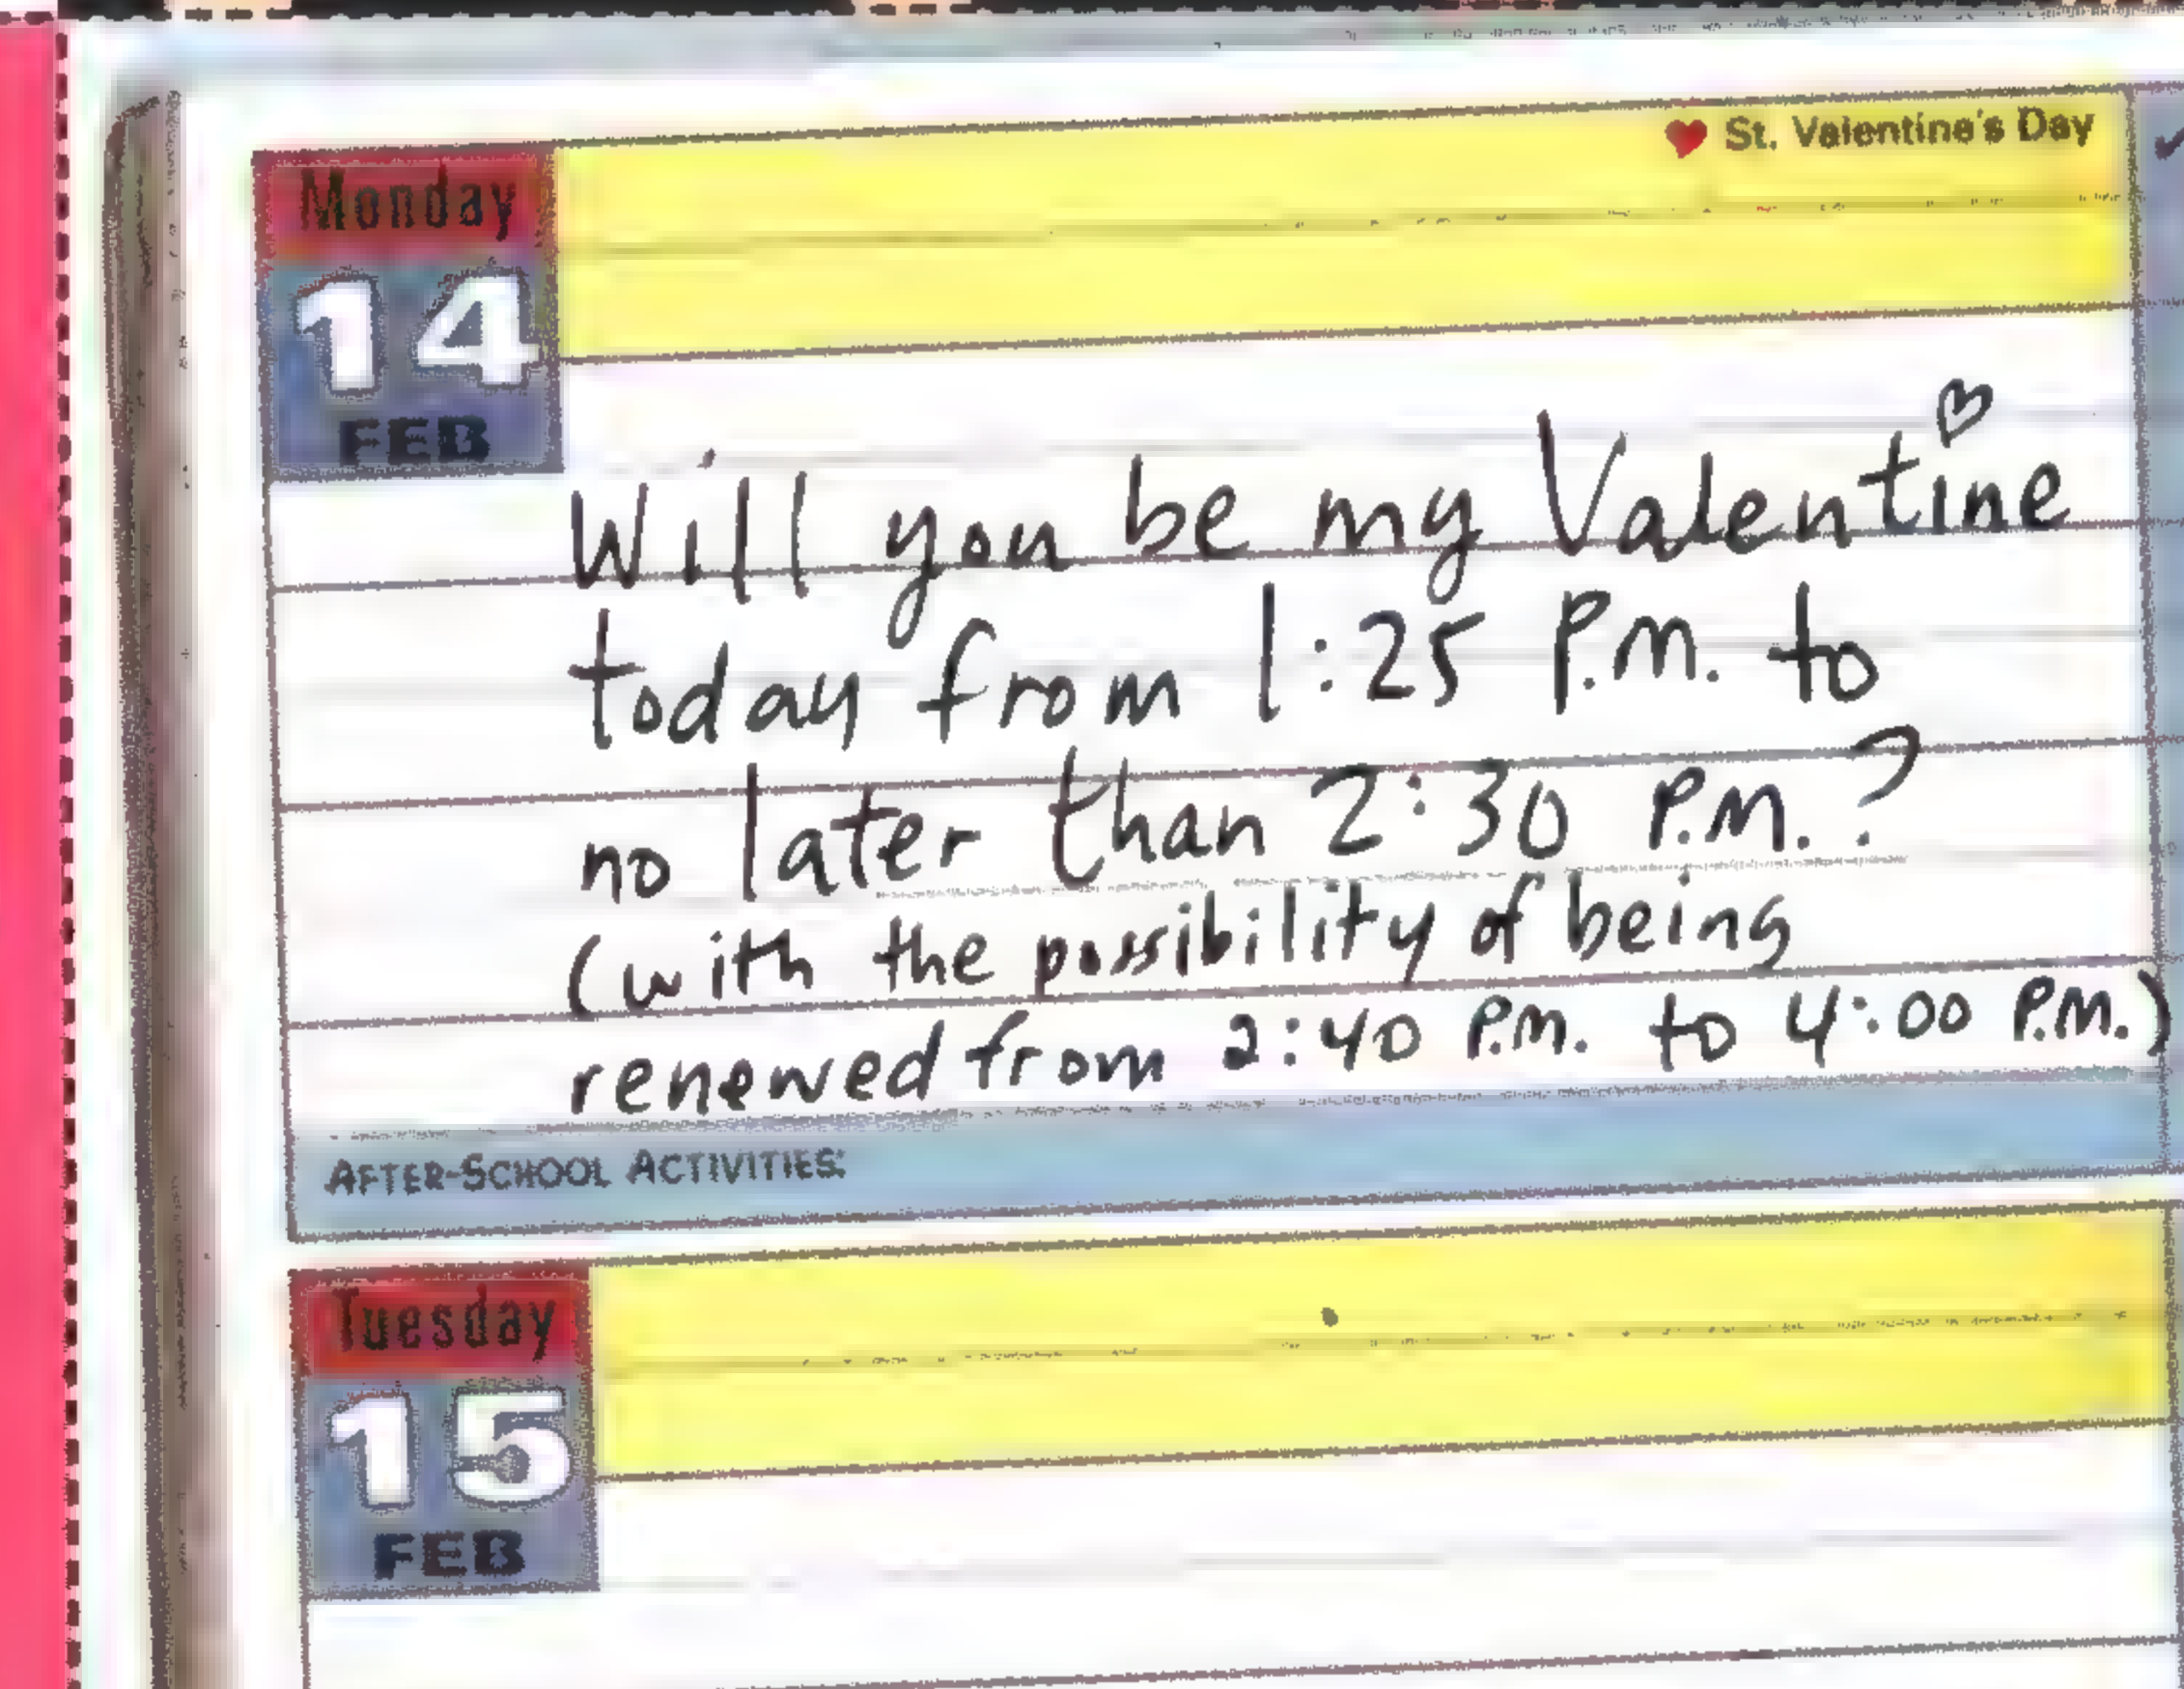 ♥ St. Valentine's Day
Monday
14
FEB
Will you be my Valentine
today from 1:25 P.M. to
no later than 2:30 P.M.?
(with the possibility of being
renewed from 2:40 P.M. to 4:00 P.M.)
AFTER-SCHOOL ACTIVITIES:
Tuesday
15
FEB